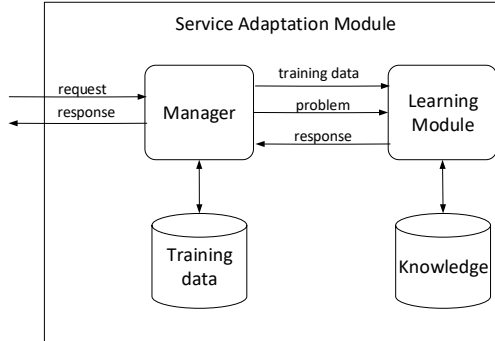 Service Adaptation Module
request
response
Manager
training data
problem
response
Learning
Module
Training
data
Knowledge